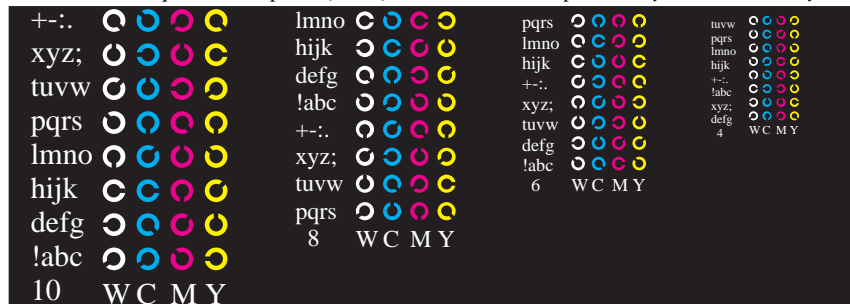 +-:.
xyz;
tuvw
pqrs
lmno
hijk
defg
!abc
10 W C M Y
lmno
hijk
defg
!abc
+-:.
xyz;
tuvw
pqrs
8 W C M Y
pqrs
lmno
hijk
+-:.
xyz;
tuvw
defg
!abc
6 W C M Y
tuvw
pqrs
lmno
hijk
+-:.
!abc
xyz;
defg
4 W C M Y